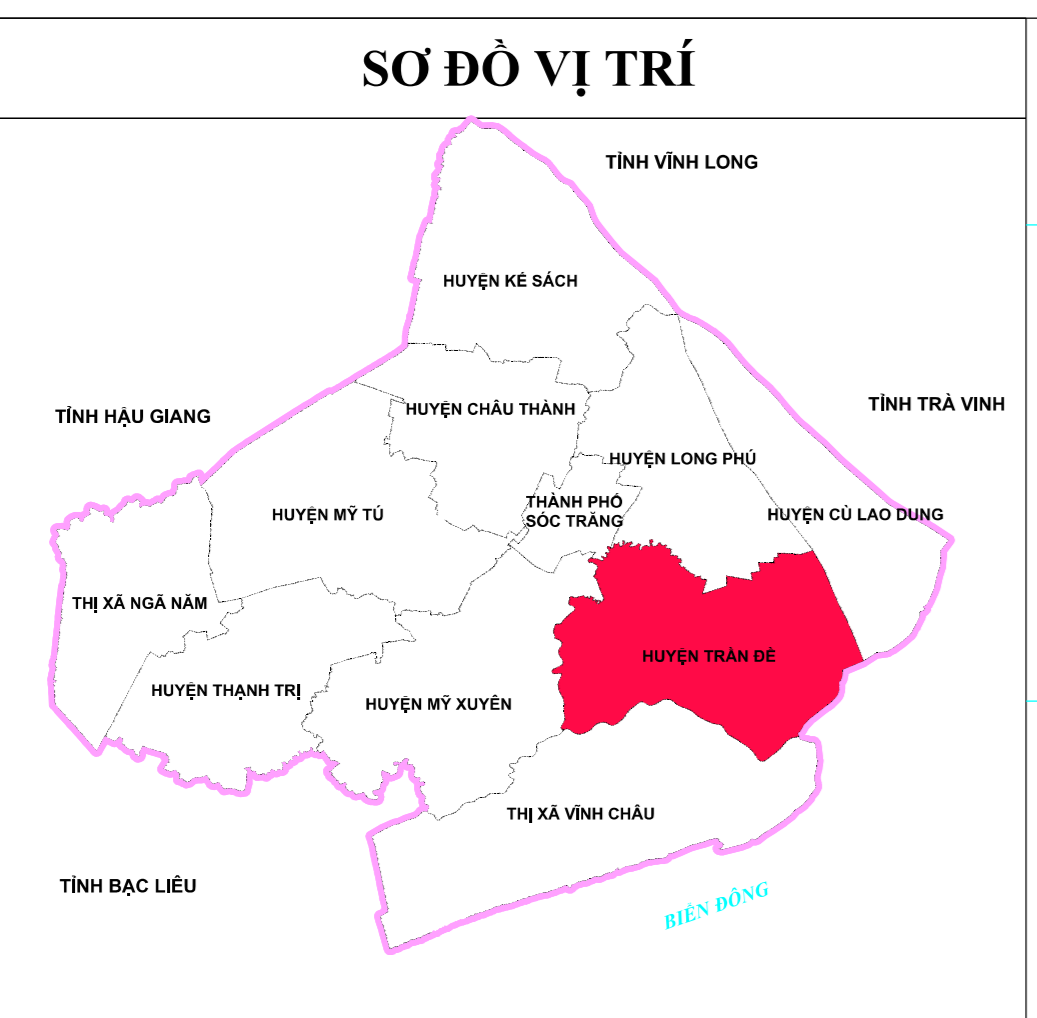 SƠ ĐỒ VỊ TRÍ
TỈNH VĨNH LONG
HUYỆN KẾ SÁCH
TỈNH TRÀ VINH
HUYỆN CHÂU THÀNH
TỈNH HẬU GIANG
HUYỆN LONG PHÚ
THÀNH PHỐ
SÓC TRĂNG
HUYỆN MỸ TÚ
HUYỆN CÙ LAO DUNG
THỊ XÃ NGÃ NĂM
HUYỆN TRẦN ĐỀ
HUYỆN THẠNH TRỊ
HUYỆN MỸ XUYÊN
THỊ XÃ VĨNH CHÂU
TỈNH BẠC LIÊU
BIỂN ĐÔNG